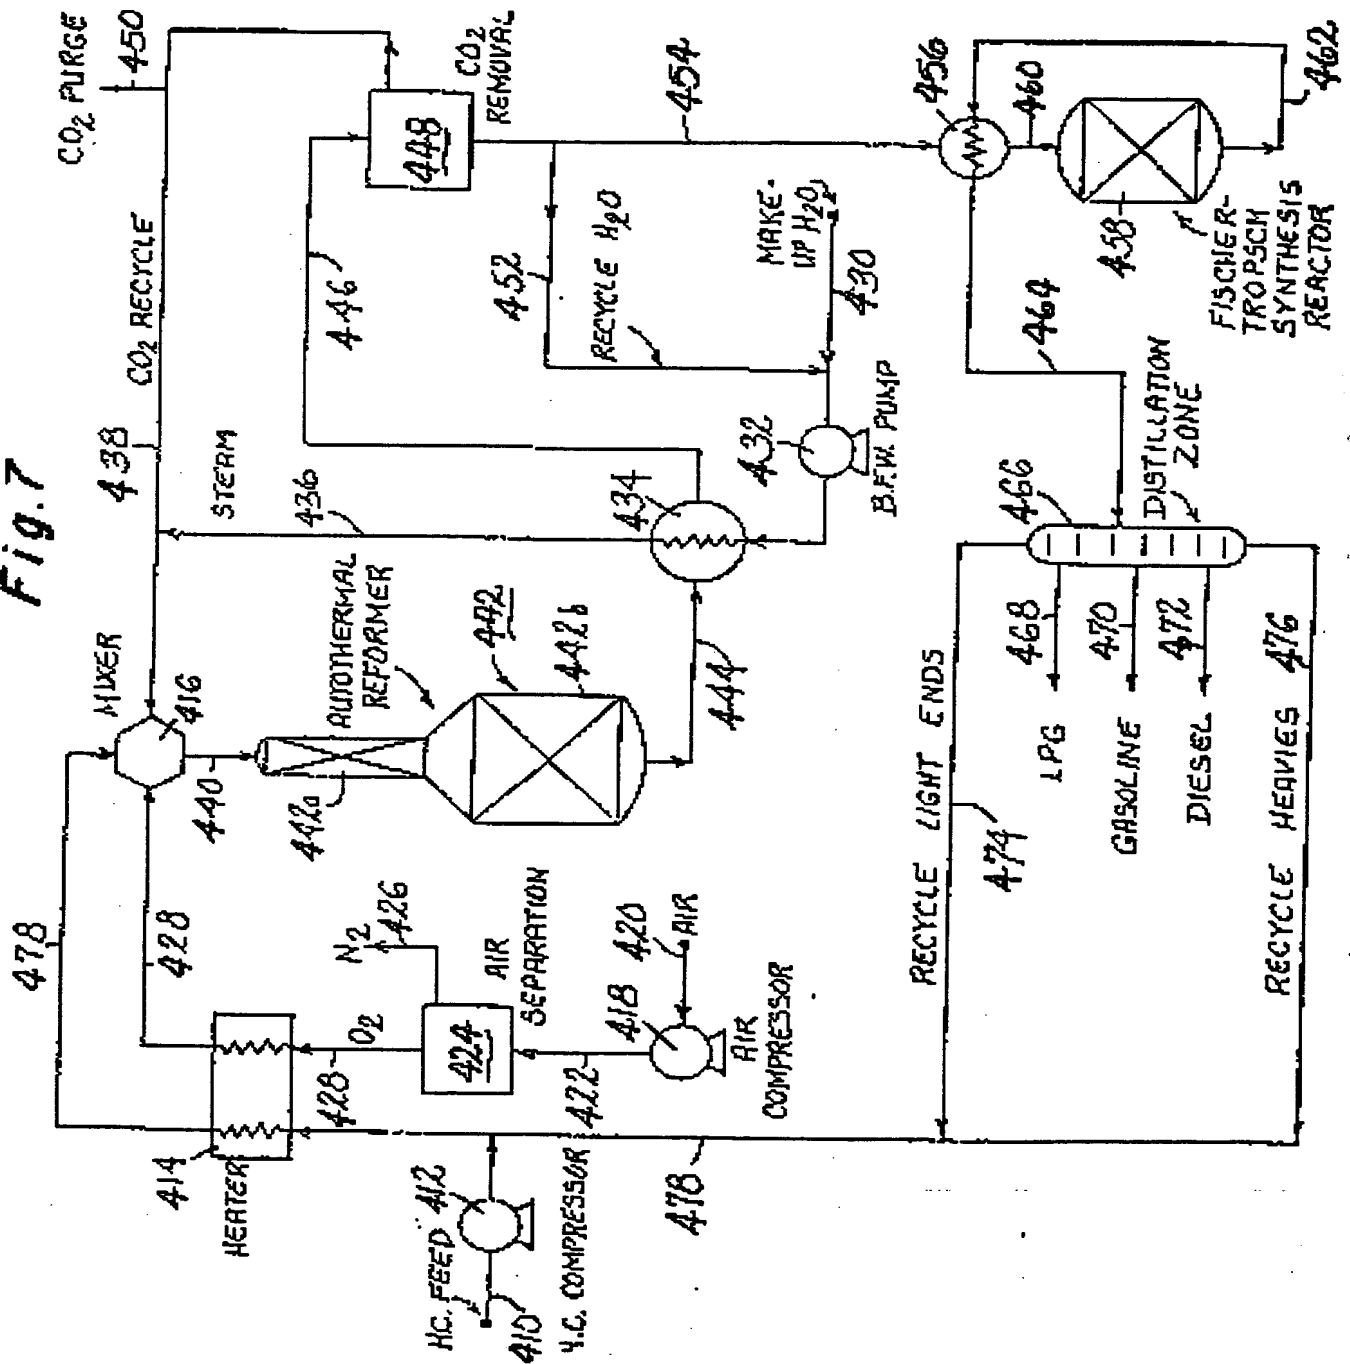 Fig. 7
478
428
MIXER
416
440
438
CO2 RECYCLE
CO2 PURGE
450
414
HEATER
428
O2
N2
426
424
AIR
SEPARATION
422
418
420
AIR
AIR
COMPRESSOR
HC. FEED
410
412
H.C. COMPRESSOR
478
442a
AUTOTHERMAL
REFORMER
442
442b
444
STEAM
436
434
446
448
CO2
REMOVAL
452
RECYCLE H2O
454
MAKE-
UP H2O
430
432
B.F.W. PUMP
456
460
458
462
FISCHER-
TROPSCM
SYNTHESIS
REACTOR
464
466
DISTILLATION
ZONE
468
LPG
470
GASOLINE
472
DIESEL
RECYCLE LIGHT ENDS
474
RECYCLE HEAVIES
476